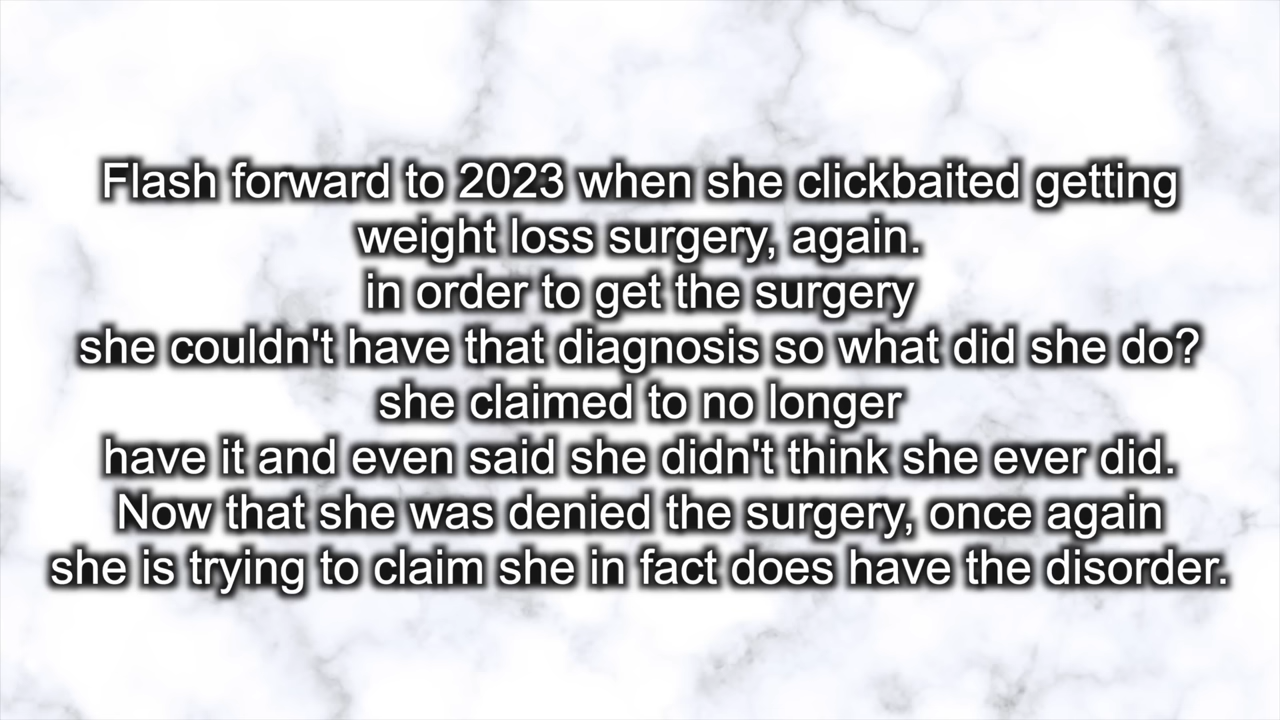 Flash forward to 2023 when she clickbaited getting
weight loss surgery, again.
in order to get the surgery
she couldn't have that diagnosis so what did she do?
she claimed to no longer
have it and even said she didn't think she ever did.
Now that she was denied the surgery, once again
she is trying to claim she in fact does have the disorder.